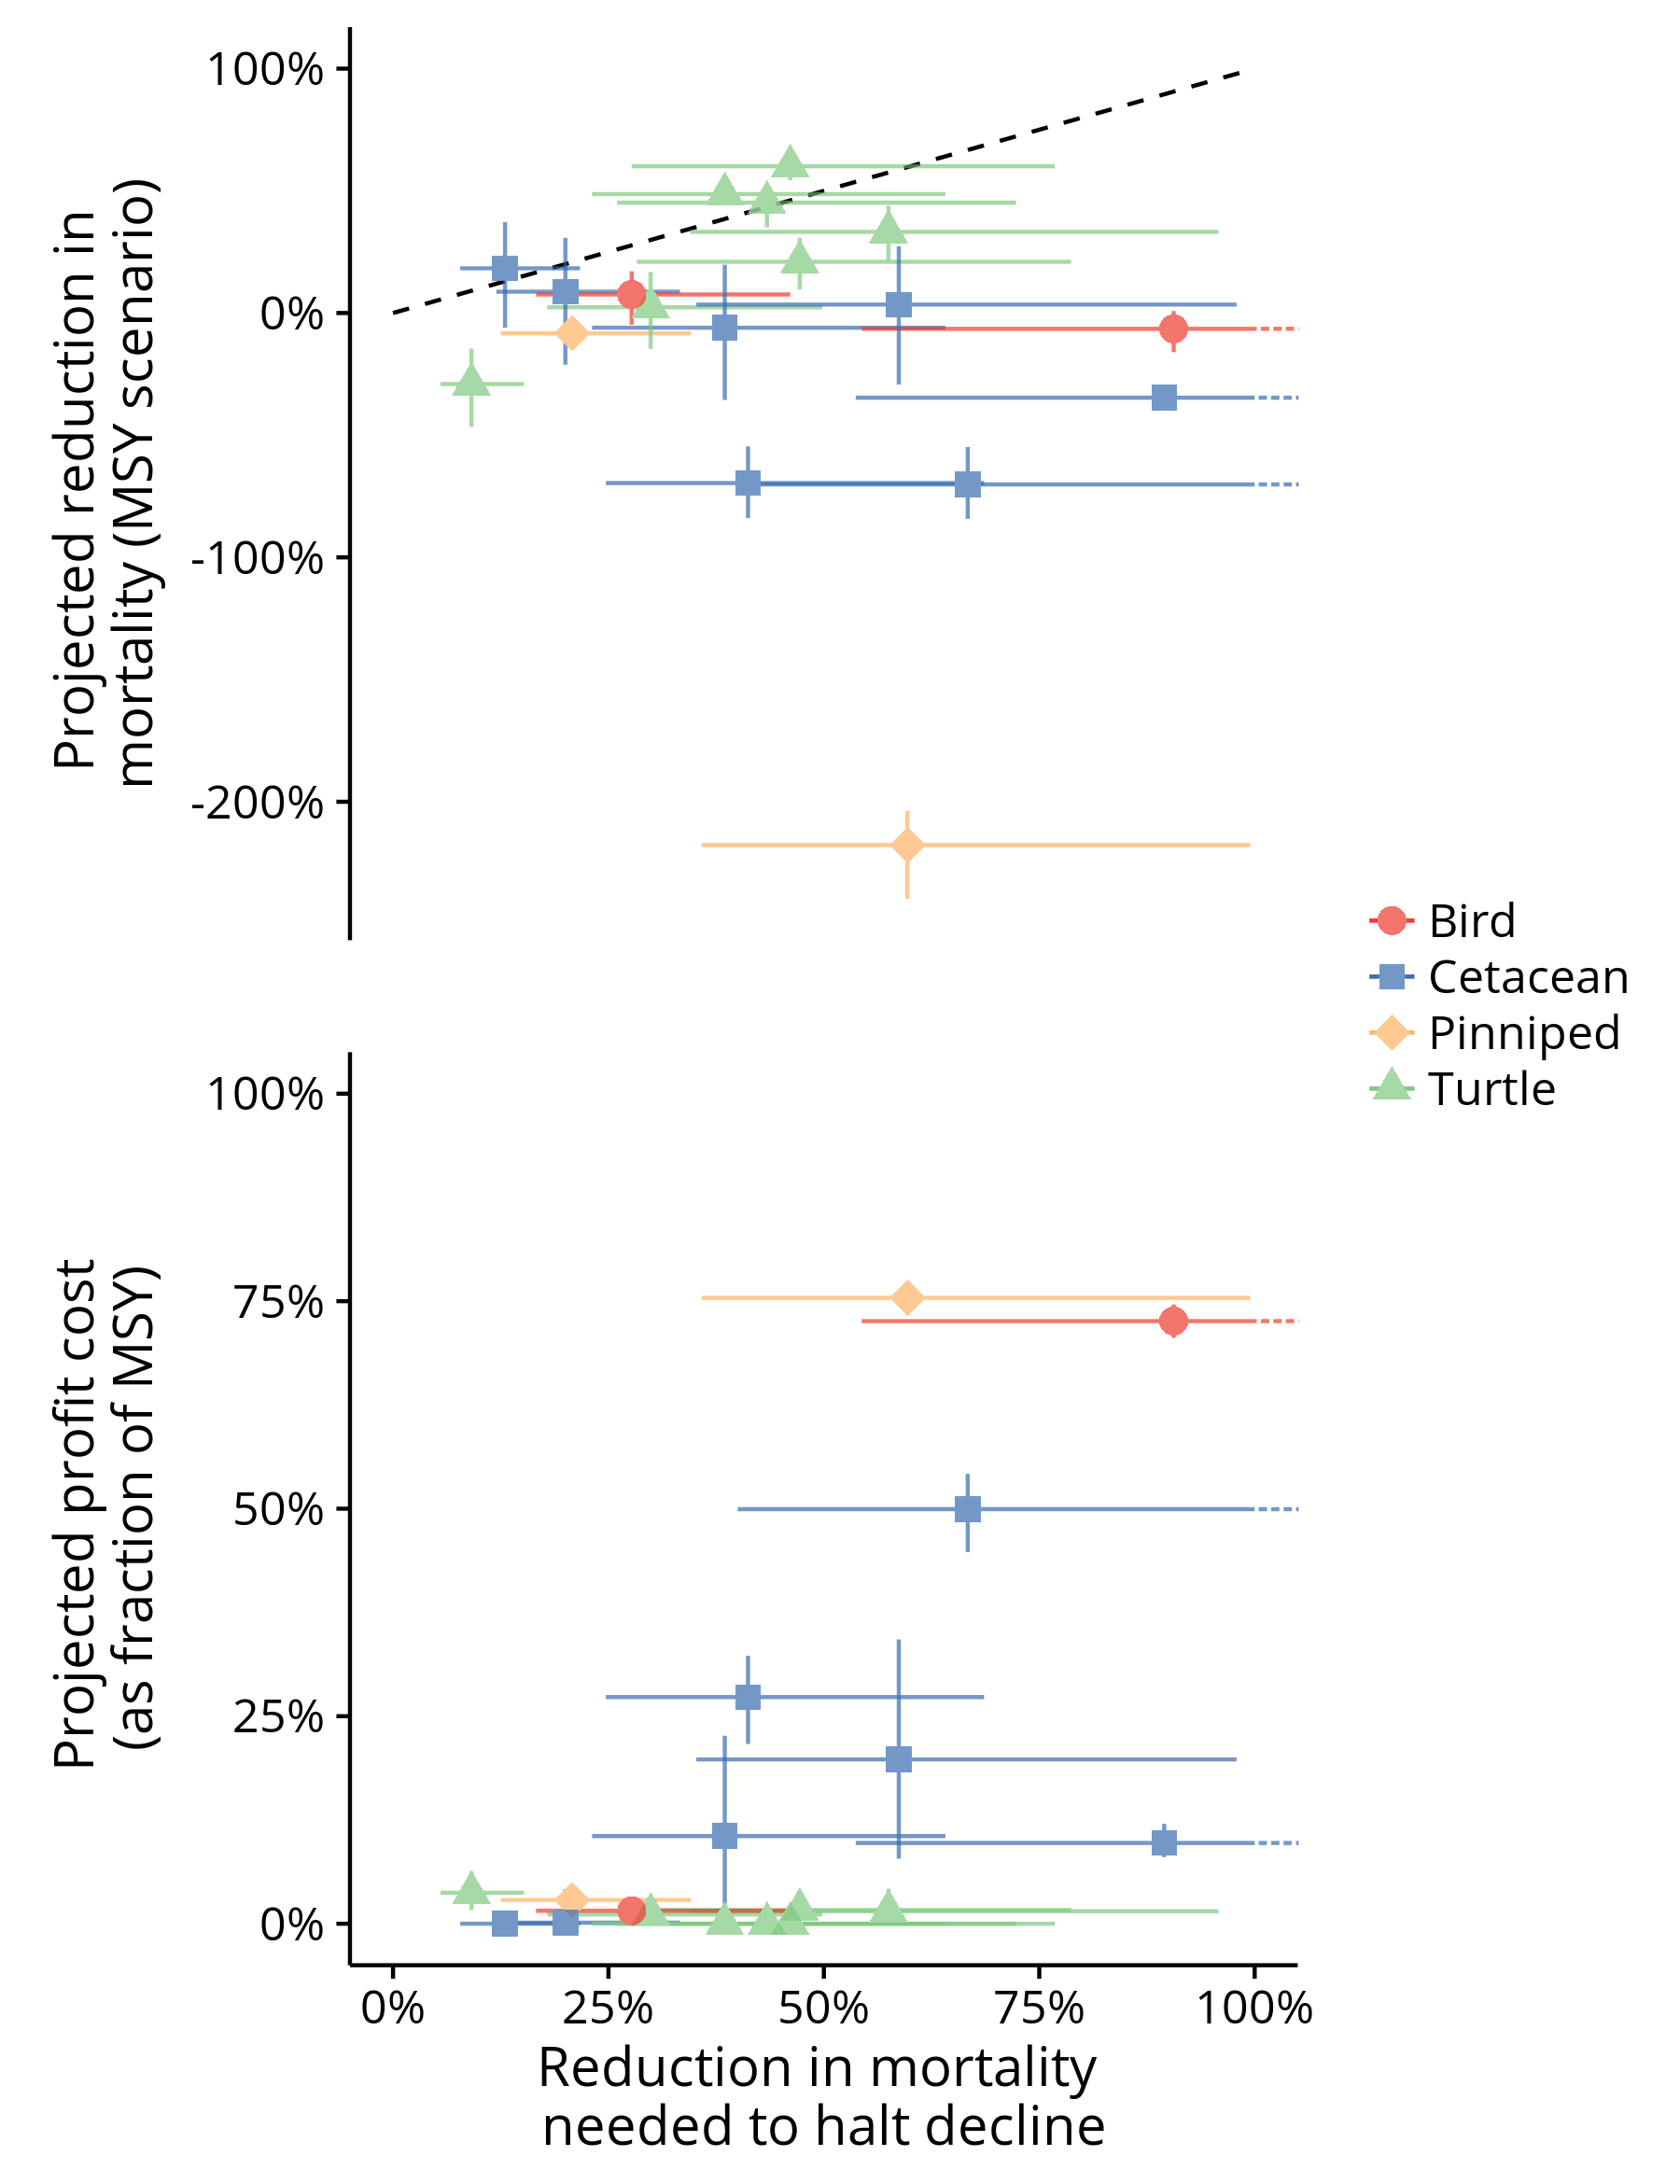 Projected reduction in
mortality (MSY scenario)
100%
0%
-100%
-200%
Bird
Cetacean
Pinniped
Turtle
Projected profit cost
(as fraction of MSY)
100%
75%
50%
25%
0%
0% 25% 50% 75% 100%
Reduction in mortality
needed to halt decline